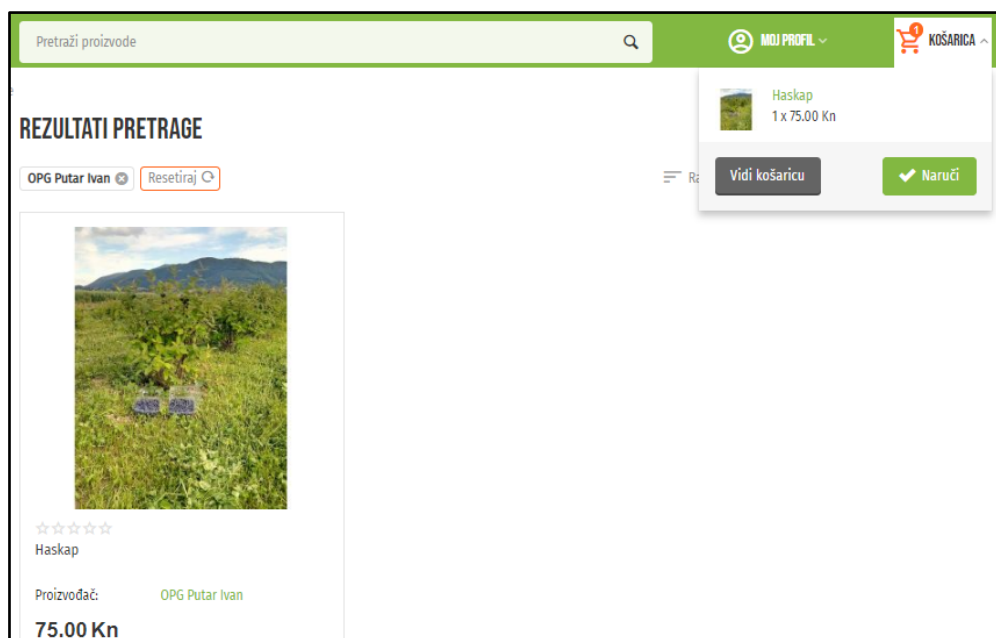 Pretraži proizvode
MOJ PROFIL
1
KOŠARICA
Haskap
1 x 75.00 Kn
Vidi košaricu
Naruči
REZULTATI PRETRAGE
OPG Putar Ivan
Resetiraj
Ra
Haskap
Proizvođač: OPG Putar Ivan
75.00 Kn